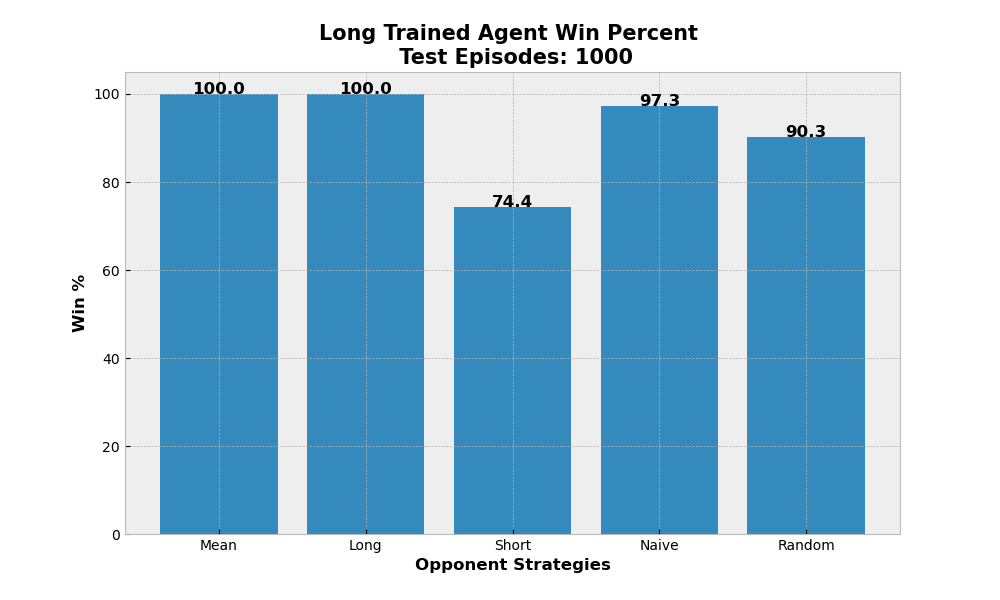 Long Trained Agent Win Percent
Test Episodes: 1000
100.0
100.0
74.4
97.3
90.3
100
80
60
40
20
0
Win %
Mean
Long
Short
Naive
Random
Opponent Strategies